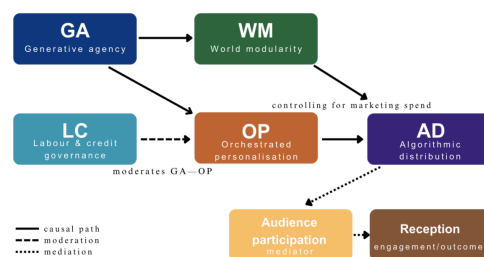 GA
Generative agency
WM
World modularity
controlling for marketing spend
LC
Labour & credit
governance
OP
Orchestrated
personalisation
AD
Algorithmic
distribution
moderates GA—OP
Audience
participation
mediator
Reception
engagement/outcome
causal path
moderation
mediation